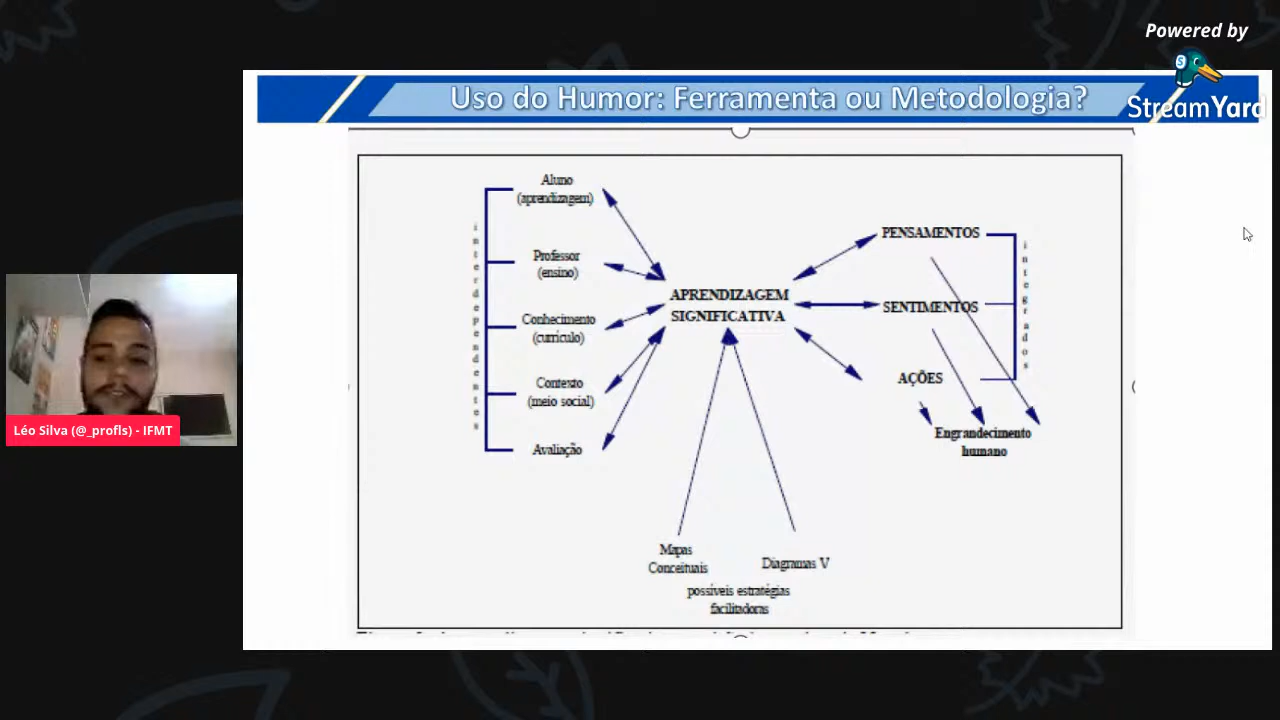 Powered by
StreamYard
Uso do Humor: Ferramenta ou Metodologia?
interdependentes
Aluno
(aprendizagem)
Professor
(ensino)
Conhecimento
(currículo)
Contexto
(meio social)
Avaliação
APRENDIZAGEM
SIGNIFICATIVA
PENSAMENTOS
SENTIMENTOS
AÇÕES
integrados
Engrandecimento
humano
Mapas
Conceituais
Diagramas V
possíveis estratégias
facilitadoras
Léo Silva (@_profls) - IFMT